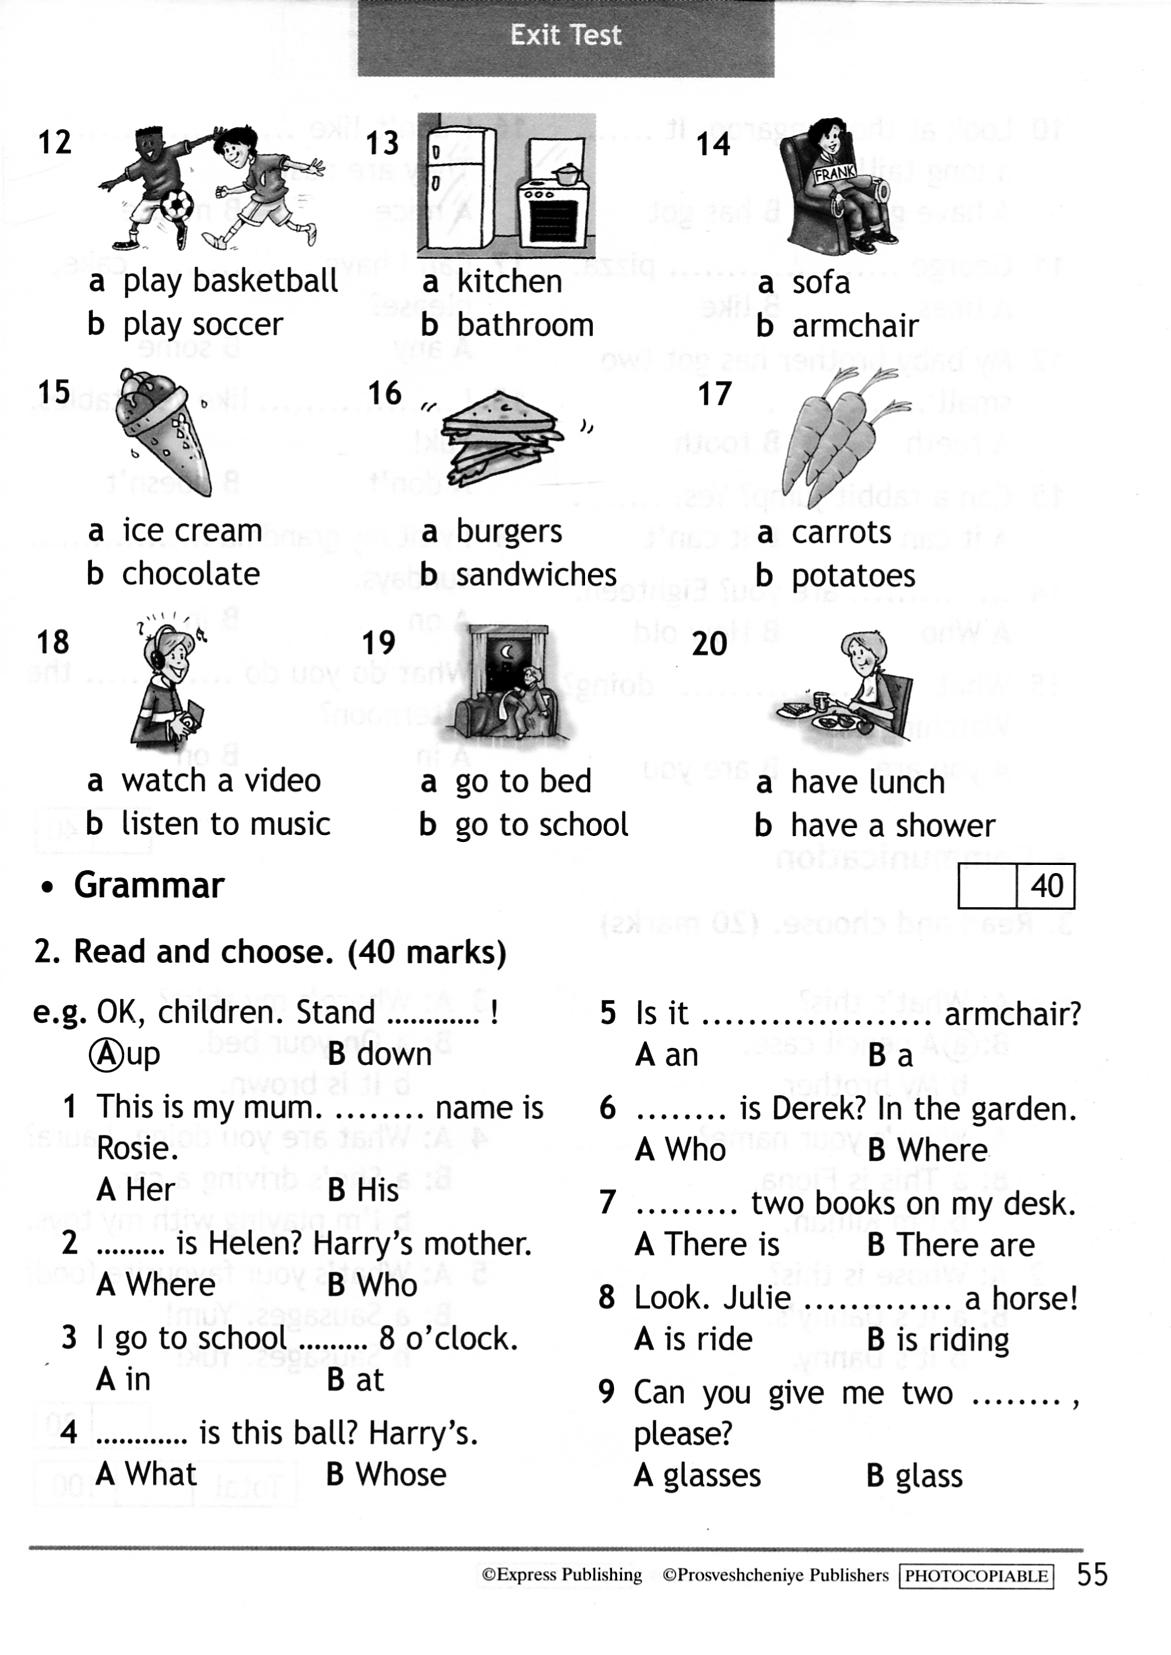 Exit Test
12
13
14
FRANK
a play basketball
b play soccer
a kitchen
b bathroom
a sofa
b armchair
15
16
17
a ice cream
b chocolate
a burgers
b sandwiches
a carrots
b potatoes
18
19
20
a watch a video
b listen to music
a go to bed
b go to school
a have lunch
b have a shower
• Grammar
40
2. Read and choose. (40 marks)
e.g. OK, children. Stand ............ !
A up B down
1 This is my mum. ......... name is
Rosie.
A Her B His
2 ......... is Helen? Harry's mother.
A Where B Who
3 I go to school ......... 8 o'clock.
A in B at
4 ............ is this ball? Harry's.
A What B Whose
5 Is it .................... armchair?
A an B a
6 ........ is Derek? In the garden.
A Who B Where
7 ......... two books on my desk.
A There is B There are
8 Look. Julie ............. a horse!
A is ride B is riding
9 Can you give me two ........ ,
please?
A glasses B glass
©Express Publishing ©Prosveshcheniye Publishers PHOTOCOPIABLE 55